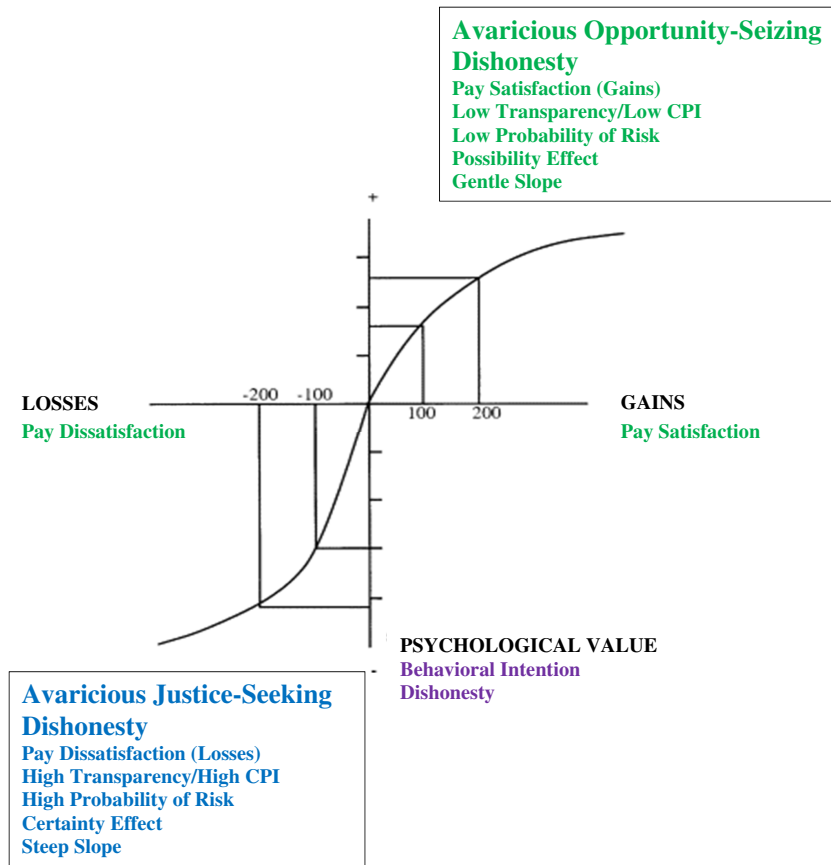 Avaricious Opportunity-Seizing
Dishonesty
Pay Satisfaction (Gains)
Low Transparency/Low CPI
Low Probability of Risk
Possibility Effect
Gentle Slope
+
-200
-100
LOSSES
GAINS
100
200
Pay Dissatisfaction
Pay Satisfaction
PSYCHOLOGICAL VALUE
Behavioral Intention
Dishonesty
-
Avaricious Justice-Seeking
Dishonesty
Pay Dissatisfaction (Losses)
High Transparency/High CPI
High Probability of Risk
Certainty Effect
Steep Slope